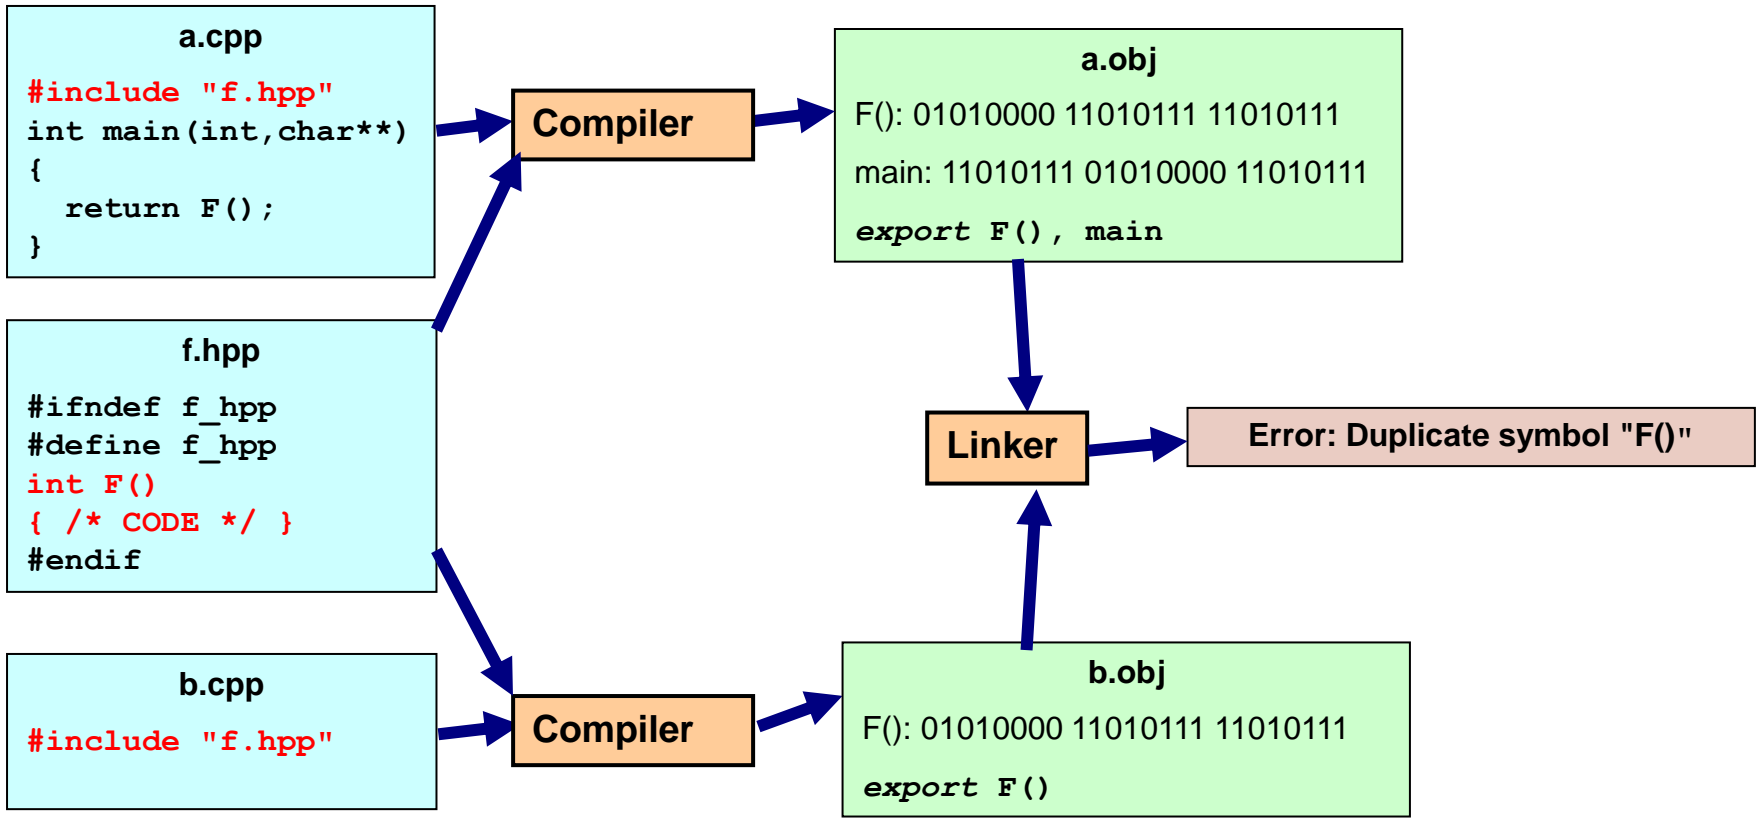 a.cpp
#include "f.hpp"
int main(int,char**)
{
  return F();
}
Compiler
a.obj
F(): 01010000 11010111 11010111
main: 11010111 01010000 11010111
export F(), main
f.hpp
#ifndef f_hpp
#define f_hpp
int F()
{ /* CODE */ }
#endif
Linker
Error: Duplicate symbol "F()"
b.cpp
#include "f.hpp"
Compiler
b.obj
F(): 01010000 11010111 11010111
export F()